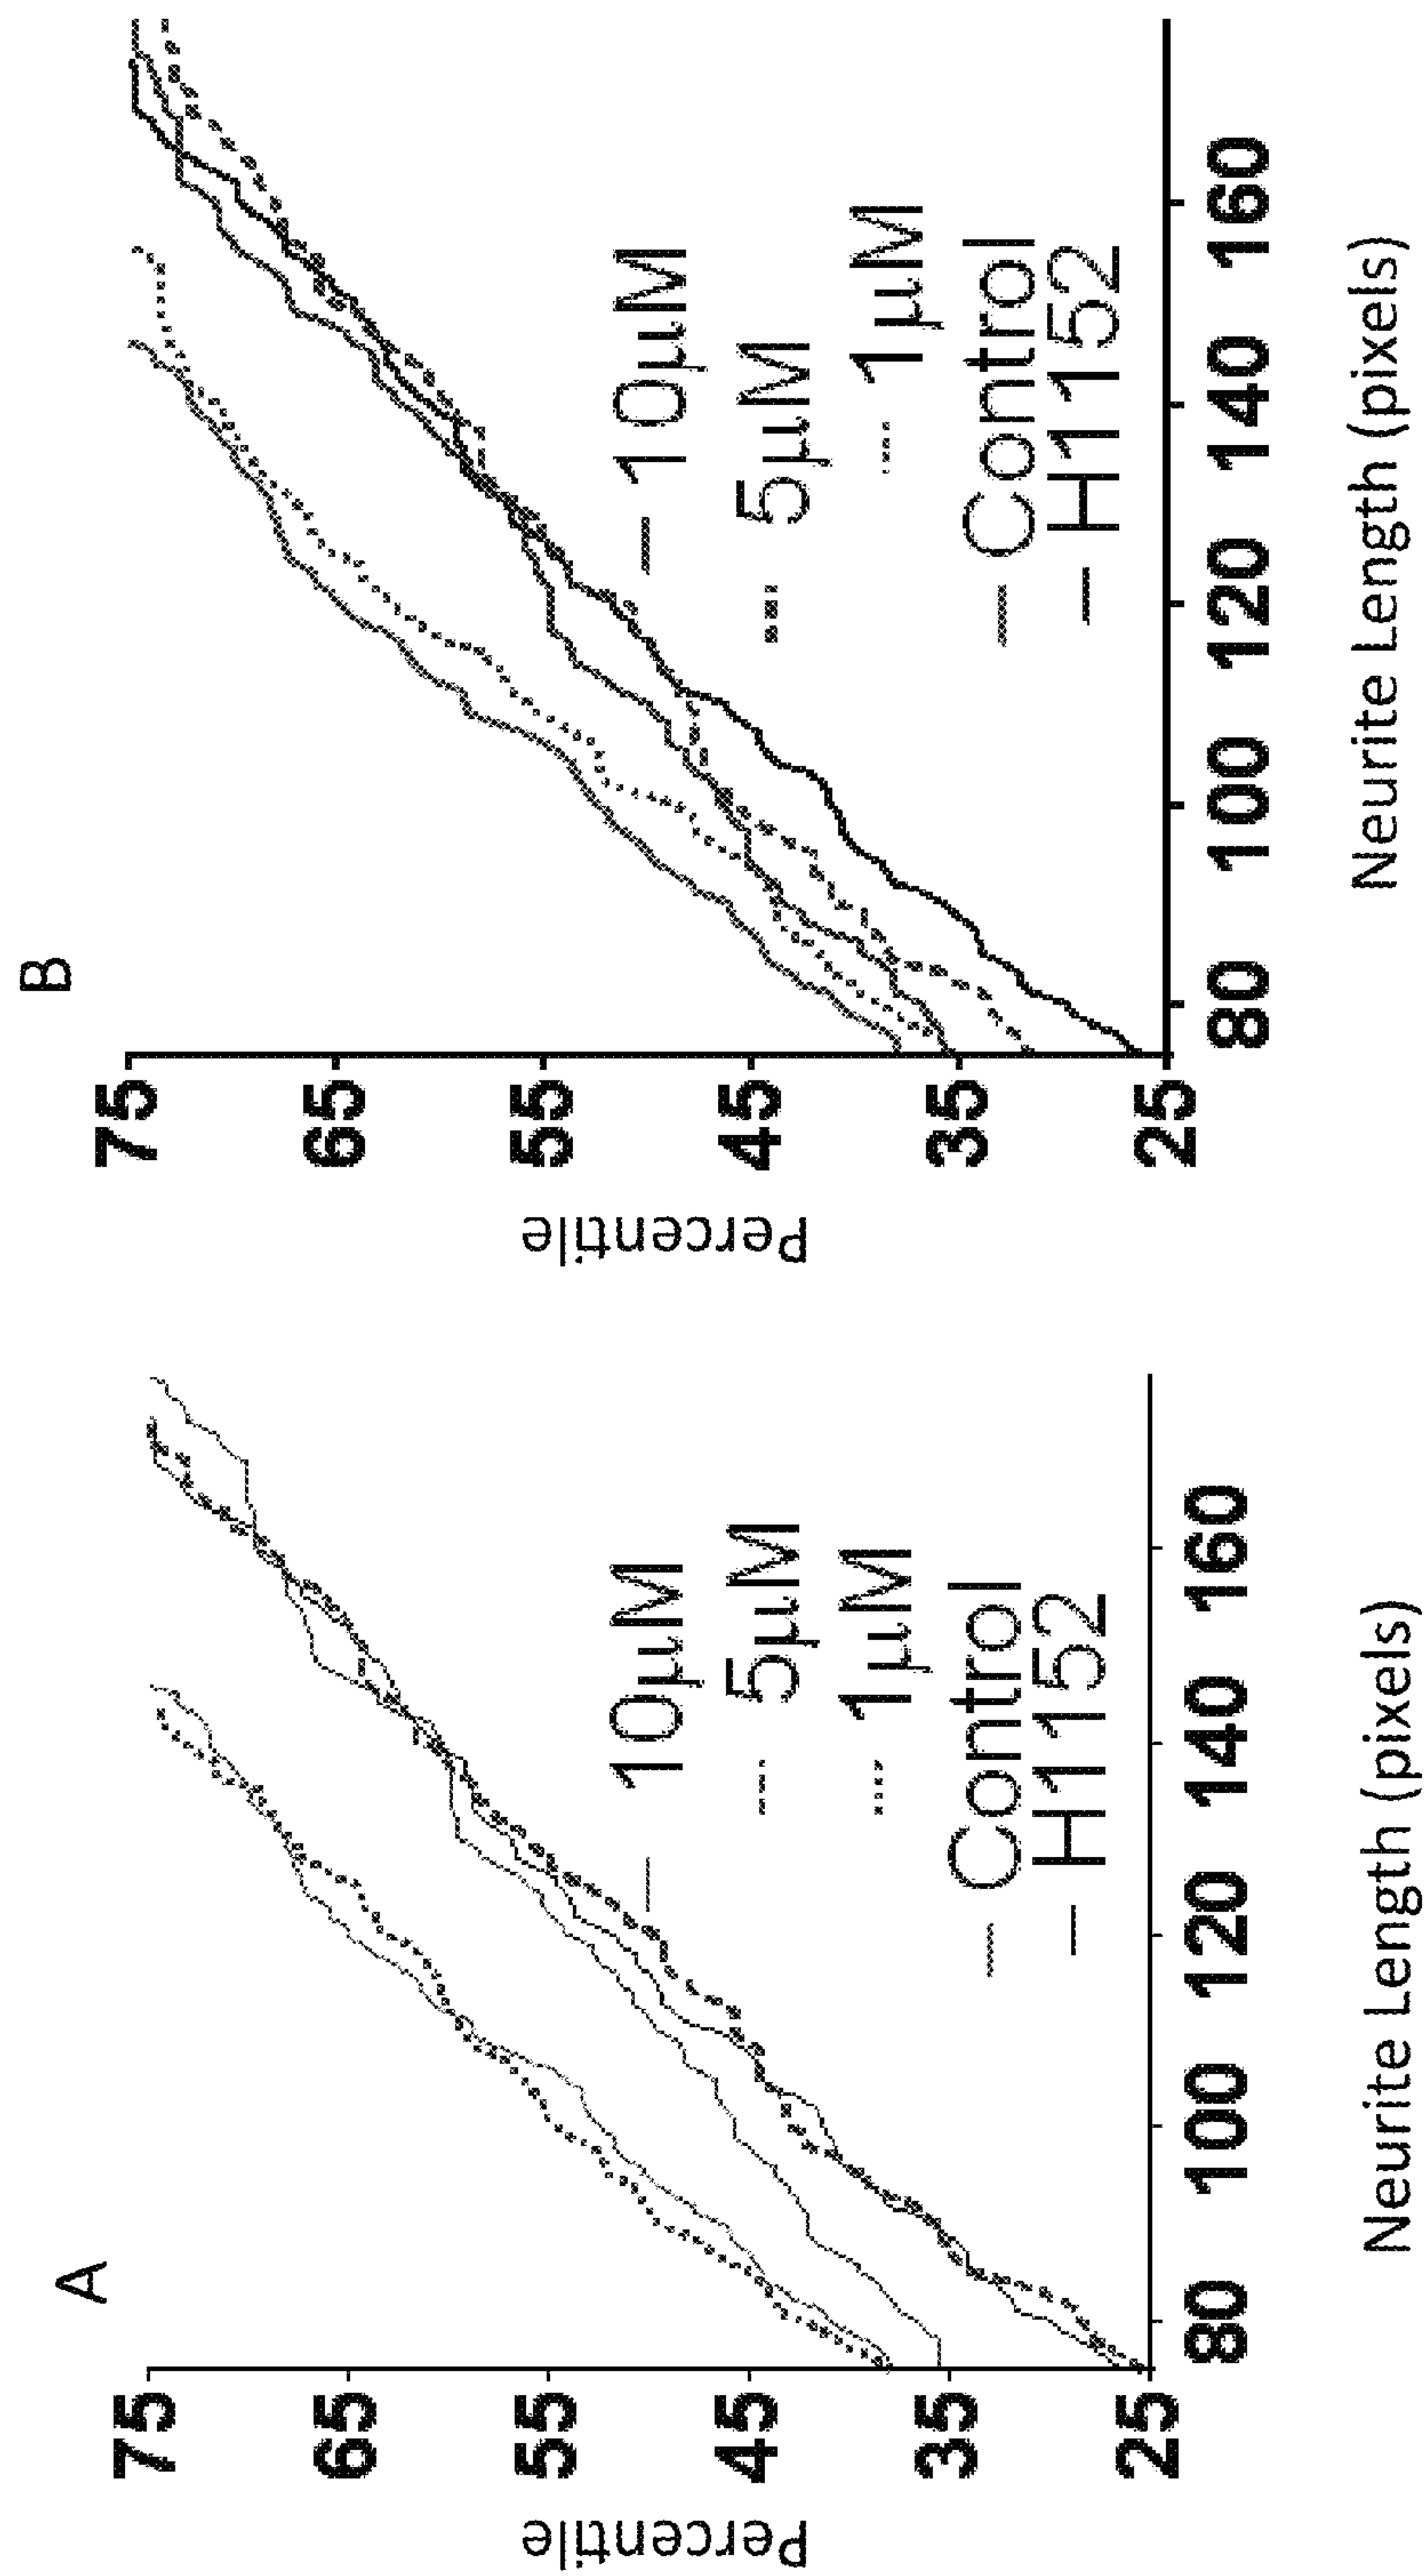 A
75
65
55
45
35
25
Percentile
10µM
5µM
1µM
Control
H1152
80 100 120 140 160
Neurite Length (pixels)
B
75
65
55
45
35
25
Percentile
10µM
5µM
1µM
Control
H1152
80 100 120 140 160
Neurite Length (pixels)